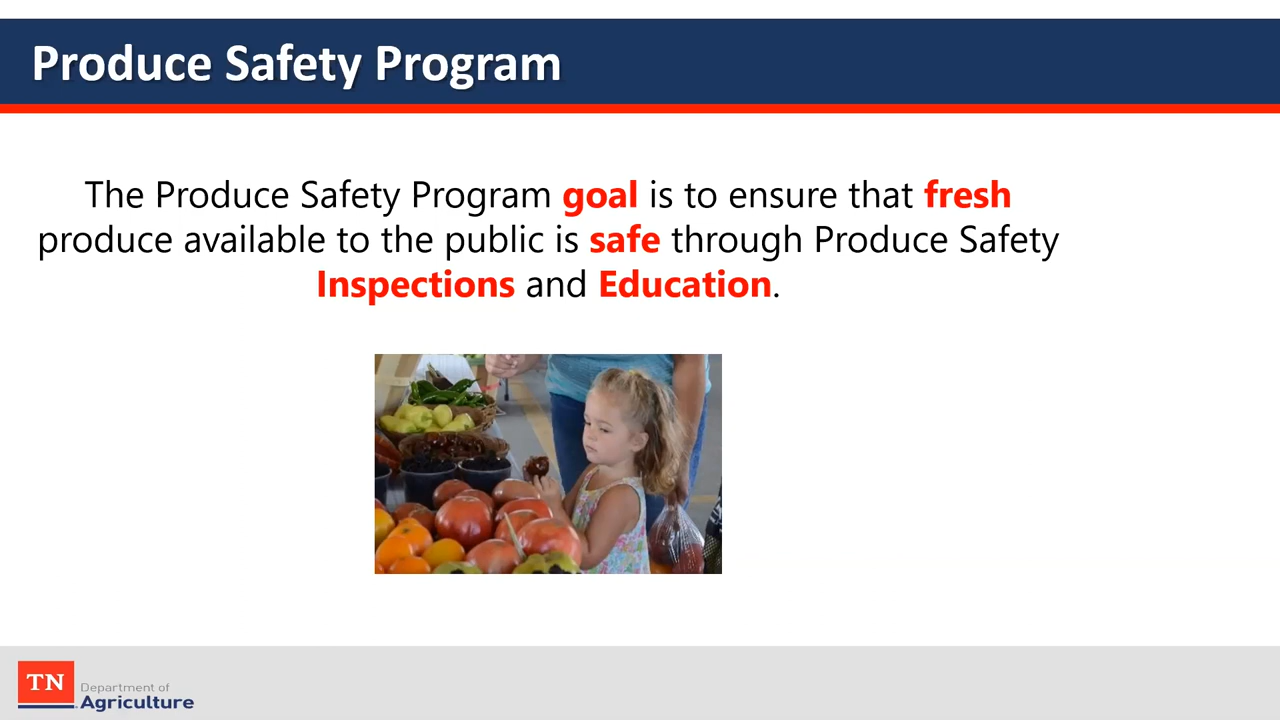 Produce Safety Program
The Produce Safety Program goal is to ensure that fresh
produce available to the public is safe through Produce Safety
Inspections and Education.
TN
Department of
Agriculture